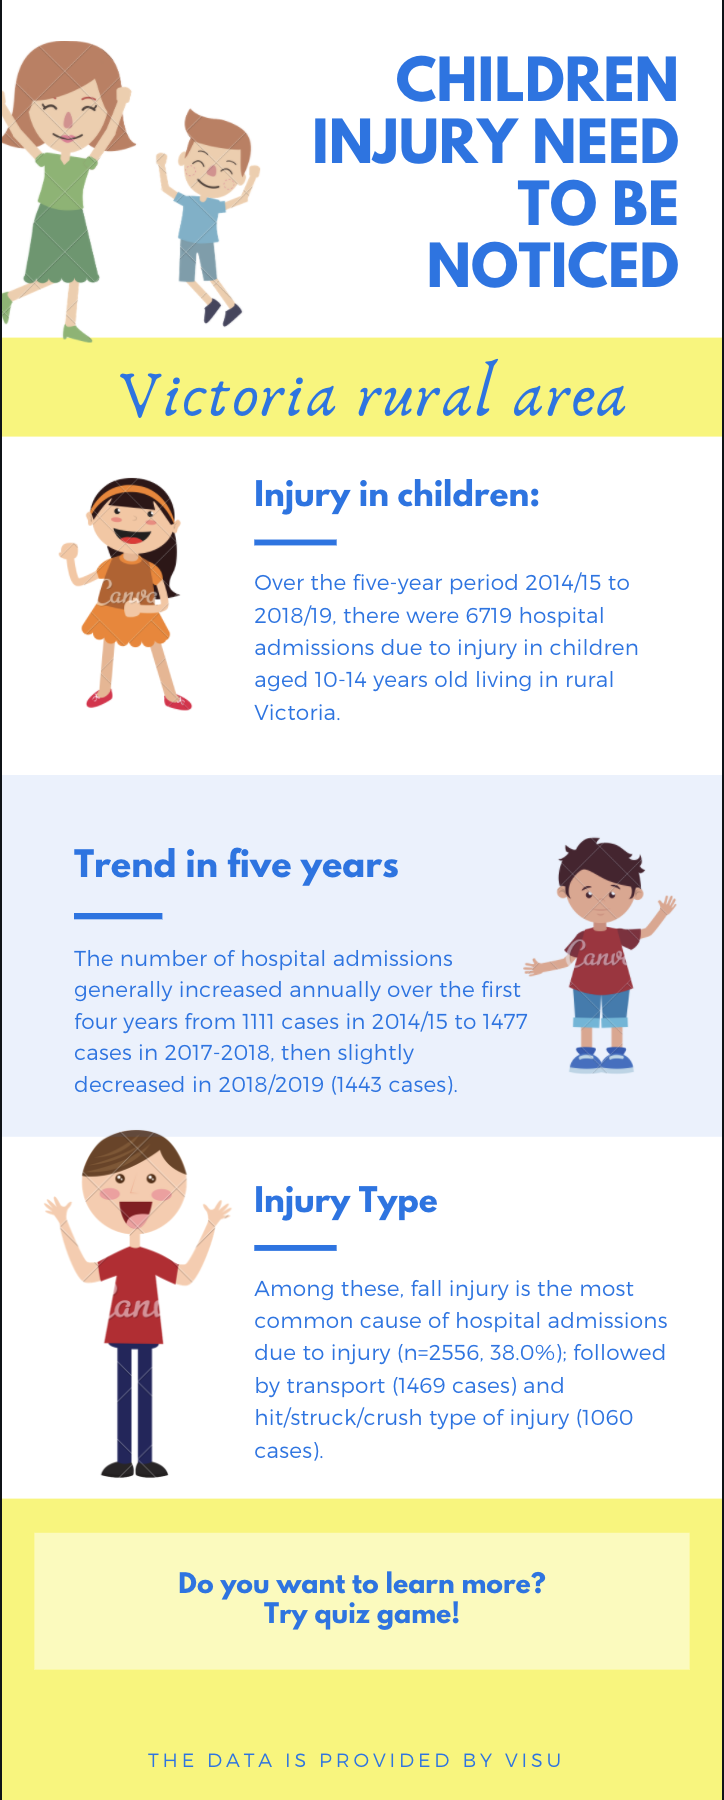 CHILDREN
INJURY NEED
TO BE
NOTICED
Victoria rural area
Injury in children:
Over the five-year period 2014/15 to
2018/19, there were 6719 hospital
admissions due to injury in children
aged 10-14 years old living in rural
Victoria.
Canva
Trend in five years
The number of hospital admissions
generally increased annually over the first
four years from 1111 cases in 2014/15 to 1477
cases in 2017-2018, then slightly
decreased in 2018/2019 (1443 cases).
Canv
Injury Type
Among these, fall injury is the most
common cause of hospital admissions
due to injury (n=2556, 38.0%); followed
by transport (1469 cases) and
hit/struck/crush type of injury (1060
cases).
anv
Do you want to learn more?
Try quiz game!
THE DATA IS PROVIDED BY VISU